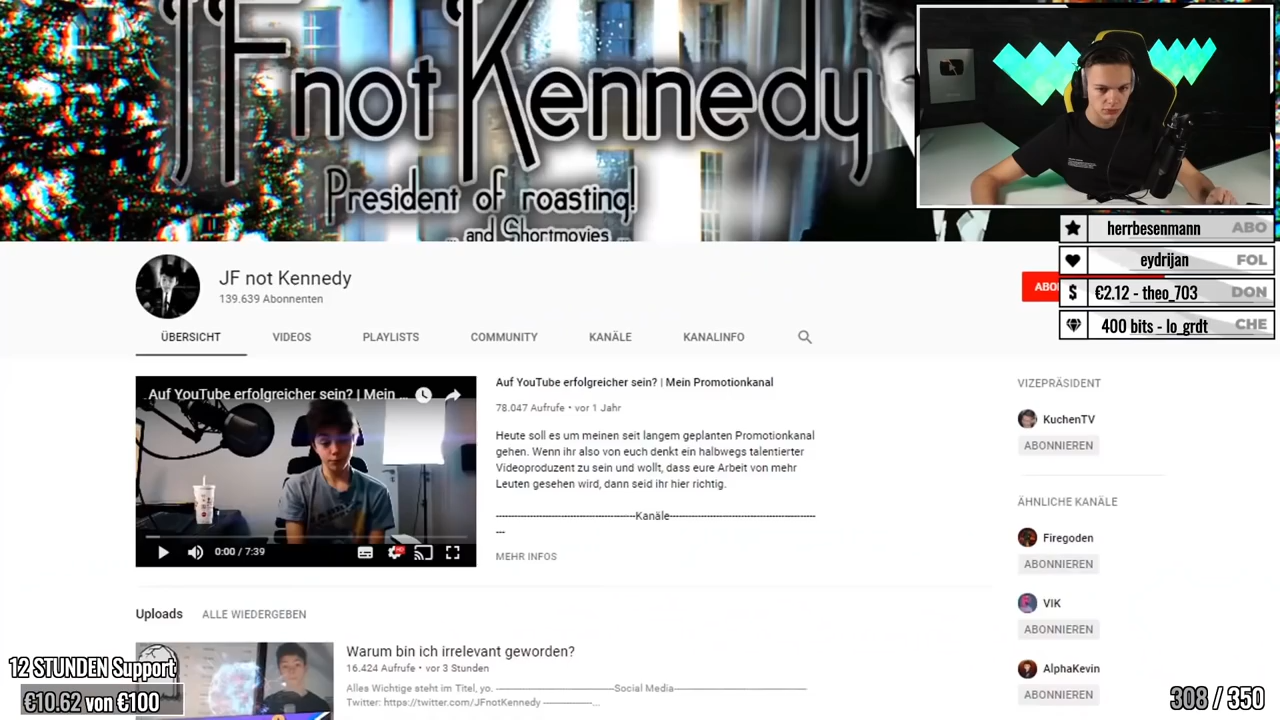 JF not Kennedy
President of roasting!
... and Shortmovies ...
herrbesenmann ABO
eydrijan FOL
€2.12 - theo_703 DON
400 bits - lo_grdt CHE
JF not Kennedy
139.639 Abonnenten
ABO
ÜBERSICHT VIDEOS PLAYLISTS COMMUNITY KANÄLE KANALINFO
Auf YouTube erfolgreicher sein? | Mein ...
0:00 / 7:39
HD
Auf YouTube erfolgreicher sein? | Mein Promotionkanal
78.047 Aufrufe • vor 1 Jahr
Heute soll es um meinen seit langem geplanten Promotionkanal
gehen. Wenn ihr also von euch denkt ein halbwegs talentierter
Videoproduzent zu sein und wollt, dass eure Arbeit von mehr
Leuten gesehen wird, dann seid ihr hier richtig.
--------------------------------------------Kanäle----------------------------------------------
---
MEHR INFOS
VIZEPRÄSIDENT
KuchenTV
ABONNIEREN
ÄHNLICHE KANÄLE
Firegoden
ABONNIEREN
VIK
ABONNIEREN
AlphaKevin
ABONNIEREN
Uploads ALLE WIEDERGEBEN
Warum bin ich irrelevant geworden?
16.424 Aufrufe • vor 3 Stunden
Alles Wichtige steht im Titel, yo. -------------------------------------Social Media------------------------------------------
Twitter: https://twitter.com/JFnotKennedy --------------...
12 STUNDEN Support
€10.62 von €100
308 / 350